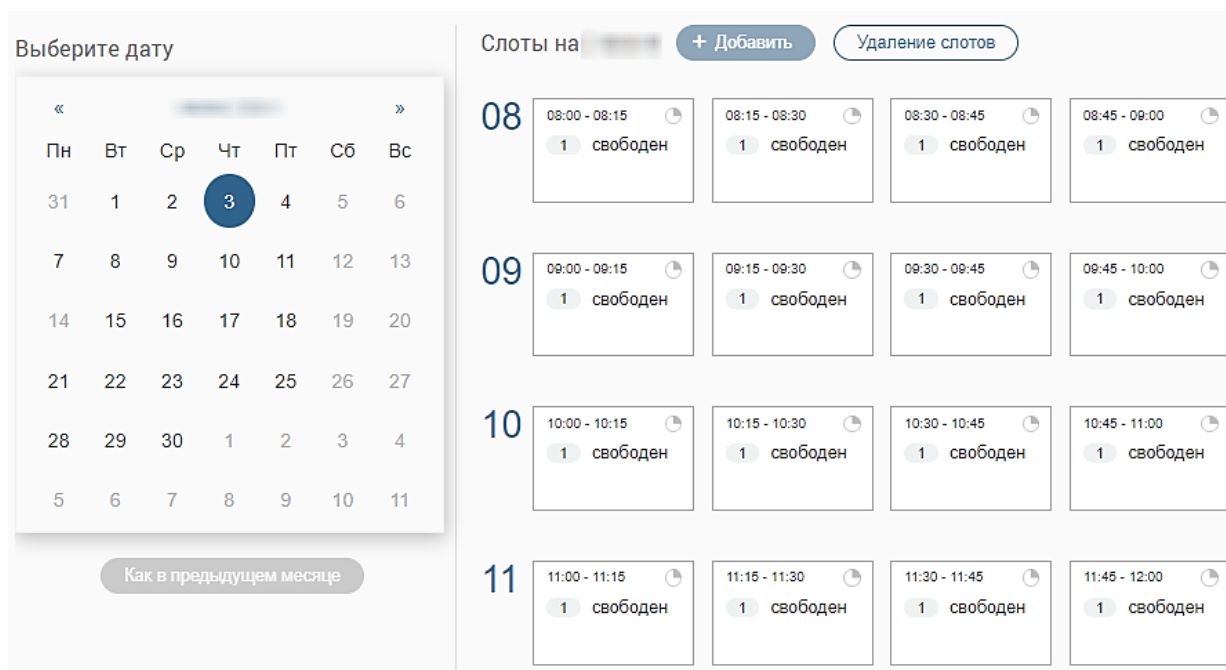 Выберите дату
«
»
Пн Вт Ср Чт Пт Сб Вс
31 1 2 3 4 5 6
7 8 9 10 11 12 13
14 15 16 17 18 19 20
21 22 23 24 25 26 27
28 29 30 1 2 3 4
5 6 7 8 9 10 11
Как в предыдущем месяце
Слоты на
+ Добавить
Удаление слотов
08
08:00 - 08:15 08:15 - 08:30 08:30 - 08:45 08:45 - 09:00
1 свободен 1 свободен 1 свободен 1 свободен
09
09:00 - 09:15 09:15 - 09:30 09:30 - 09:45 09:45 - 10:00
1 свободен 1 свободен 1 свободен 1 свободен
10
10:00 - 10:15 10:15 - 10:30 10:30 - 10:45 10:45 - 11:00
1 свободен 1 свободен 1 свободен 1 свободен
11
11:00 - 11:15 11:15 - 11:30 11:30 - 11:45 11:45 - 12:00
1 свободен 1 свободен 1 свободен 1 свободен